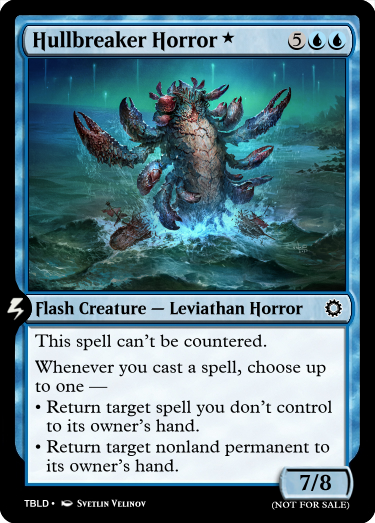 Hullbreaker Horror ★ 5
Flash Creature — Leviathan Horror
This spell can't be countered.
Whenever you cast a spell, choose up
to one —
• Return target spell you don't control
to its owner's hand.
• Return target nonland permanent to
its owner's hand.
7/8
TBLD • Svetlin Velinov
(NOT FOR SALE)